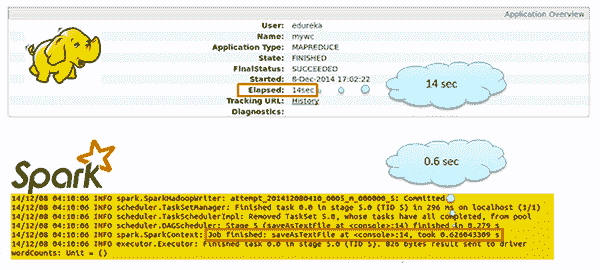 Application Overview
User: edureka
Name: mywc
Application Type: MAPREDUCE
State: FINISHED
FinalStatus: SUCCEEDED
Started: 8-Dec-2014 17:02:22
Elapsed: 14sec
Tracking URL: History
Diagnostics:
14 sec
Spark
0.6 sec
14/12/08 04:10:06 INFO spark.SparkHadoopWriter: attempt_201412080410_0005_m_000000_5: Committed
14/12/08 04:10:06 INFO scheduler.TaskSetManager: Finished task 0.0 in stage 5.0 (TID 5) in 296 ms on localhost (1/1)
14/12/08 04:10:06 INFO scheduler.TaskSchedulerImpl: Removed TaskSet 5.0, whose tasks have all completed, from pool
14/12/08 04:10:06 INFO scheduler.DAGScheduler: Stage 5 (saveAsTextFile at <console>:14) finished in 0.279 s
14/12/08 04:10:06 INFO spark.SparkContext: Job finished: saveAsTextFile at <console>:14, took 0.626043309 s
14/12/08 04:10:06 INFO executor.Executor: Finished task 0.0 in stage 5.0 (TID 5). 826 bytes result sent to driver
wordCounts: Unit = ()